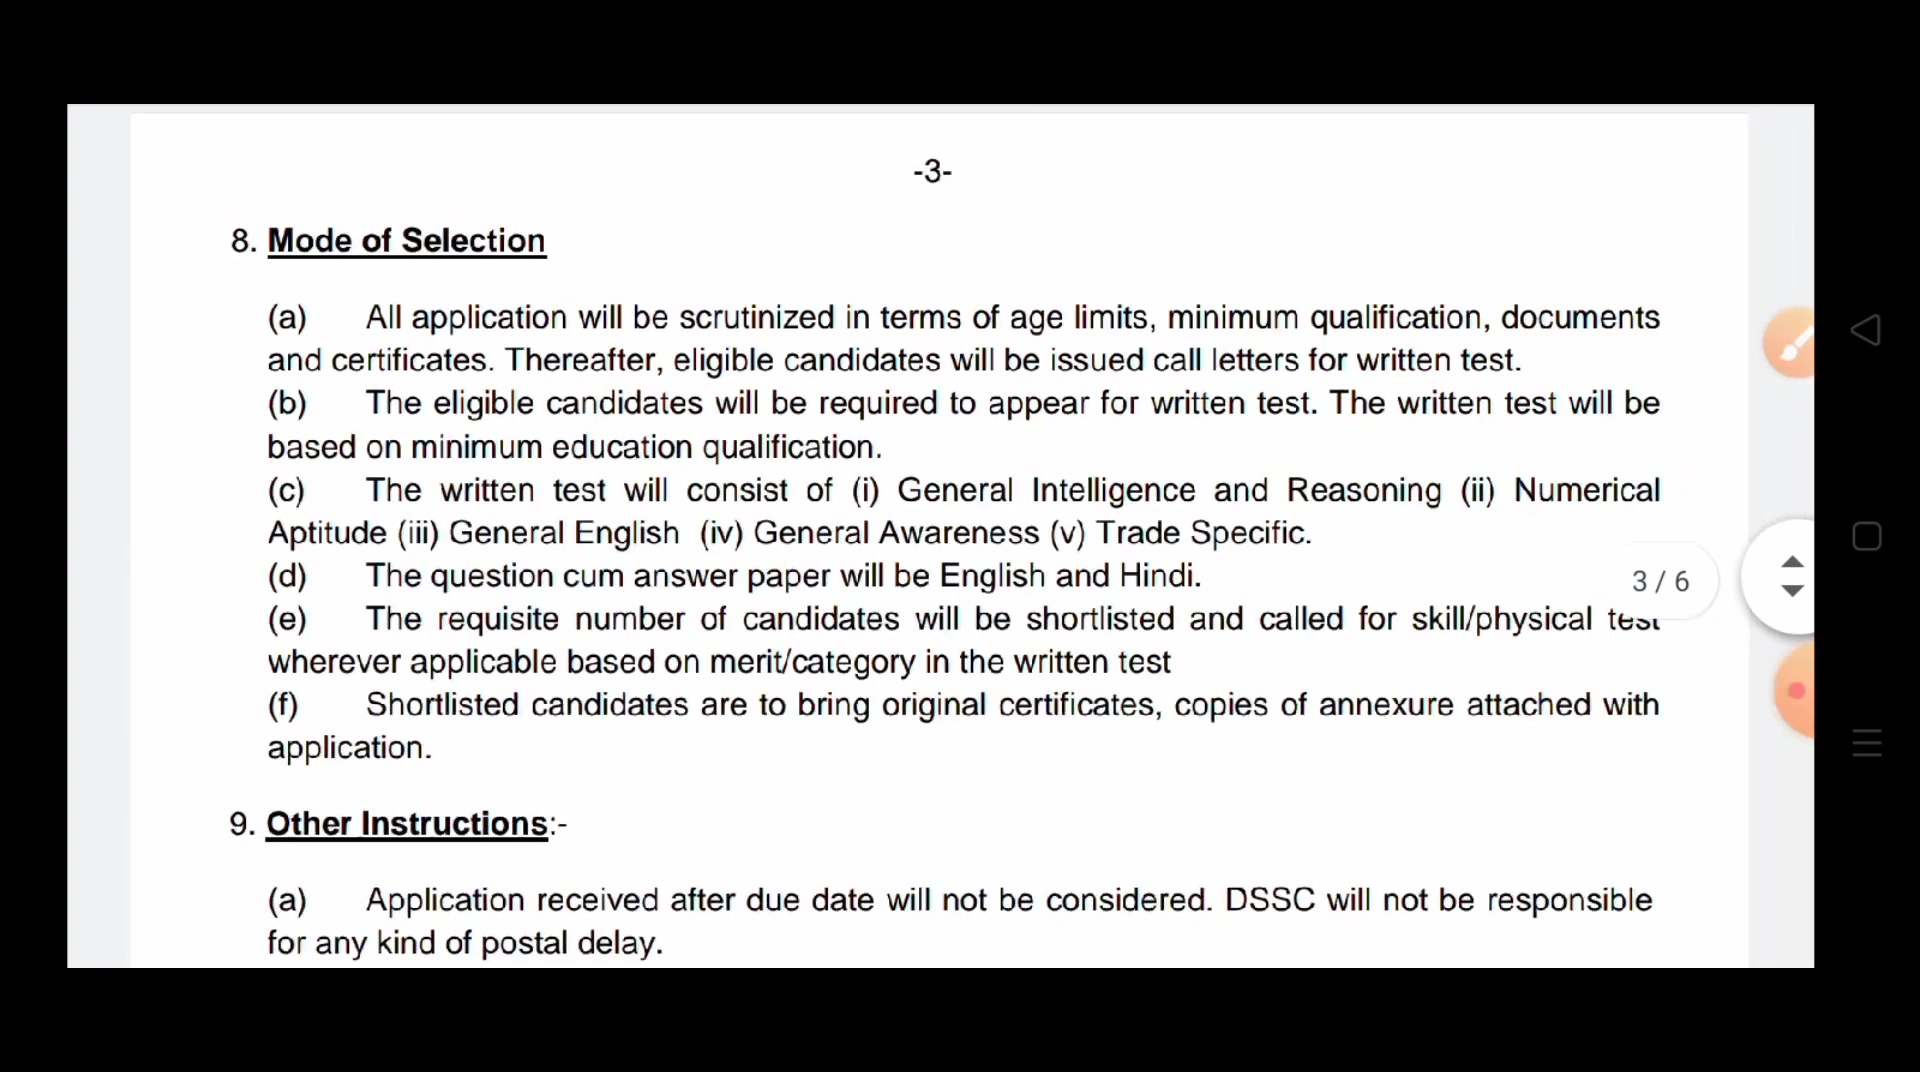 -3-
8. Mode of Selection
(a) All application will be scrutinized in terms of age limits, minimum qualification, documents
and certificates. Thereafter, eligible candidates will be issued call letters for written test.
(b) The eligible candidates will be required to appear for written test. The written test will be
based on minimum education qualification.
(c) The written test will consist of (i) General Intelligence and Reasoning (ii) Numerical
Aptitude (iii) General English (iv) General Awareness (v) Trade Specific.
(d) The question cum answer paper will be English and Hindi.
3 / 6
(e) The requisite number of candidates will be shortlisted and called for skill/physical test
wherever applicable based on merit/category in the written test
(f) Shortlisted candidates are to bring original certificates, copies of annexure attached with
application.
9. Other Instructions:-
(a) Application received after due date will not be considered. DSSC will not be responsible
for any kind of postal delay.